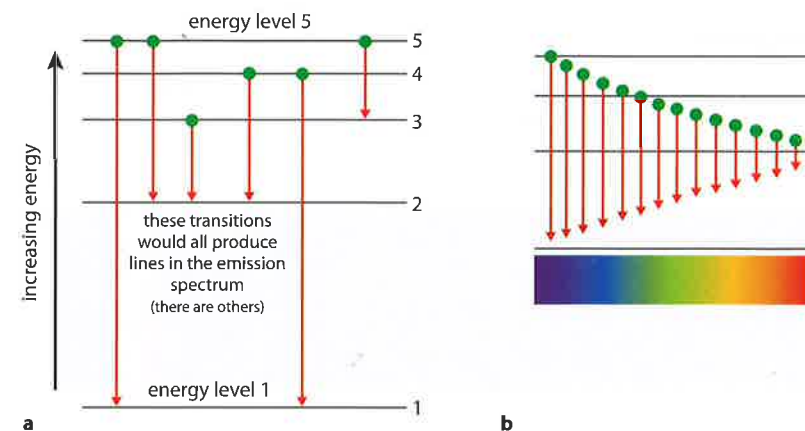 energy level 5
5
4
3
2
1
increasing energy
these transitions
would all produce
lines in the emission
spectrum
(there are others)
energy level 1
a
b